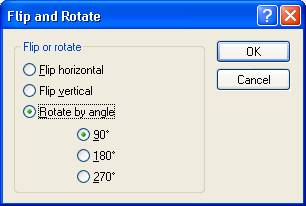 Flip and Rotate
Flip or rotate
Flip horizontal
Flip vertical
Rotate by angle
90°
180°
270°
OK
Cancel